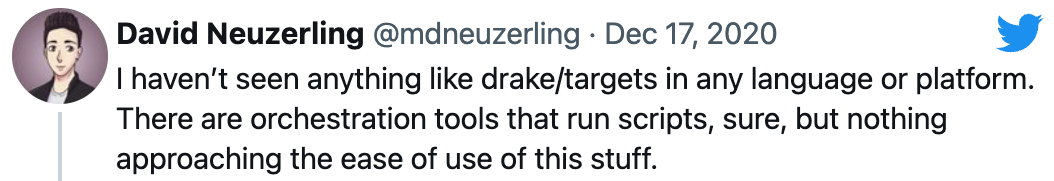 David Neuzerling @mdneuzerling · Dec 17, 2020
I haven’t seen anything like drake/targets in any language or platform.
There are orchestration tools that run scripts, sure, but nothing
approaching the ease of use of this stuff.